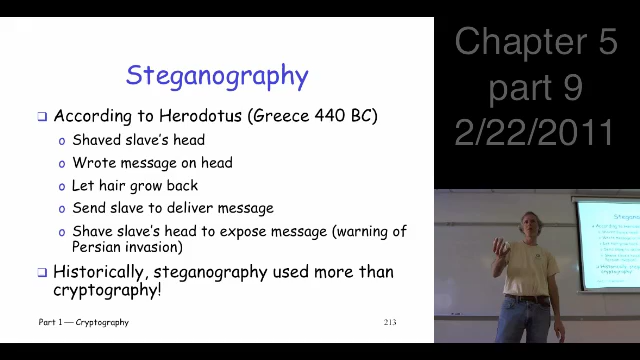 Steganography
According to Herodotus (Greece 440 BC)
Shaved slave's head
Wrote message on head
Let hair grow back
Send slave to deliver message
Shave slave's head to expose message (warning of
Persian invasion)
Historically, steganography used more than
cryptography!
Part 1 — Cryptography
213
Chapter 5
part 9
2/22/2011